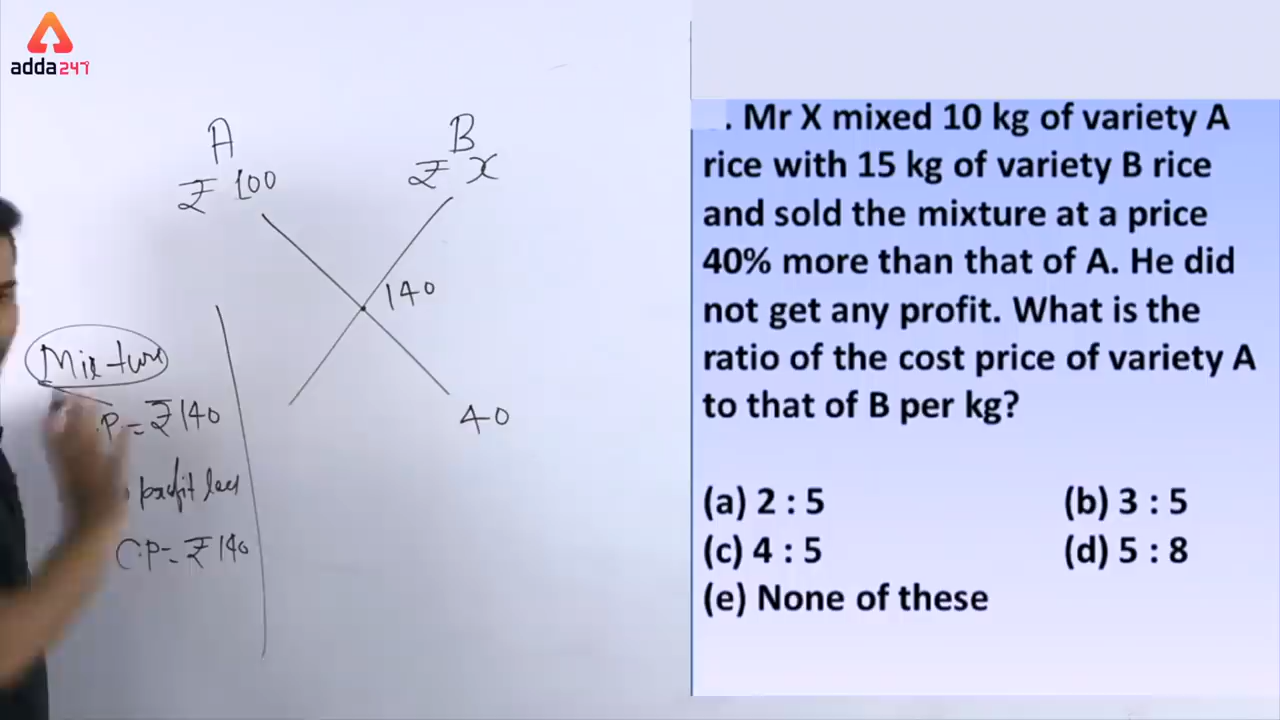 adda247
A
B
₹ 100
₹ x
140
40
Mixture
P = ₹140
profit
CP = ₹140
. Mr X mixed 10 kg of variety A
rice with 15 kg of variety B rice
and sold the mixture at a price
40% more than that of A. He did
not get any profit. What is the
ratio of the cost price of variety A
to that of B per kg?
(a) 2 : 5
(b) 3 : 5
(c) 4 : 5
(d) 5 : 8
(e) None of these